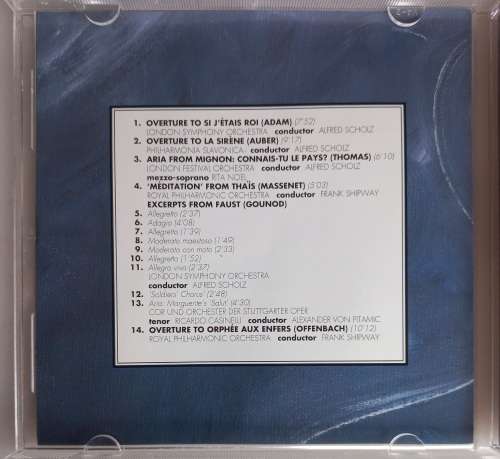 1. OVERTURE TO SI J'ÉTAIS ROI (ADAM) (7'52)
LONDON SYMPHONY ORCHESTRA conductor ALFRED SCHOLZ
2. OVERTURE TO LA SIRÈNE (AUBER) (9'17)
PHILHARMONIA SLAVONICA conductor ALFRED SCHOLZ
3. ARIA FROM MIGNON: CONNAIS-TU LE PAYS? (THOMAS) (6'10)
LONDON FESTIVAL ORCHESTRA conductor ALFRED SCHOLZ
mezzo-soprano RITA NOEL
4. 'MÉDITATION' FROM THAÏS (MASSENET) (5'03)
ROYAL PHILHARMONIC ORCHESTRA conductor FRANK SHIPWAY
EXCERPTS FROM FAUST (GOUNOD)
5. Allegretto (2'37)
6. Adagio (4'08)
7. Allegretto (1'39)
8. Moderato maestoso (1'49)
9. Moderato con moto (2'33)
10. Allegretto (1'52)
11. Allegro vivo (2'37)
LONDON SYMPHONY ORCHESTRA
conductor ALFRED SCHOLZ
12. 'Soldiers' Chorus' (2'48)
13. Aria: Marguerite's 'Salut' (4'30)
COR UND ORCHESTER DER STUTTGARTER OPER
tenor RICARDO CASINELLI conductor ALEXANDER VON PITAMIC
14. OVERTURE TO ORPHÉE AUX ENFERS (OFFENBACH) (10'12)
ROYAL PHILHARMONIC ORCHESTRA conductor FRANK SHIPWAY